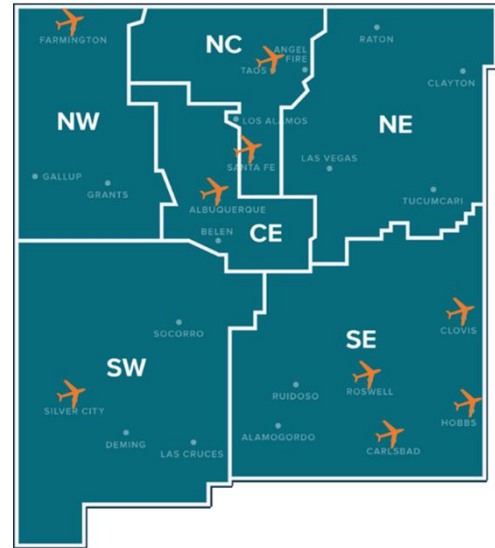 FARMINGTON
NC
ANGEL
FIRE
TAOS
RATON
CLAYTON
NW
LOS ALAMOS
NE
SANTA FE
LAS VEGAS
GALLUP
GRANTS
ALBUQUERQUE
TUCUMCARI
BELEN
CE
SOCORRO
CLOVIS
SE
SW
ROSWELL
RUIDOSO
SILVER CITY
HOBBS
DEMING
LAS CRUCES
ALAMOGORDO
CARLSBAD